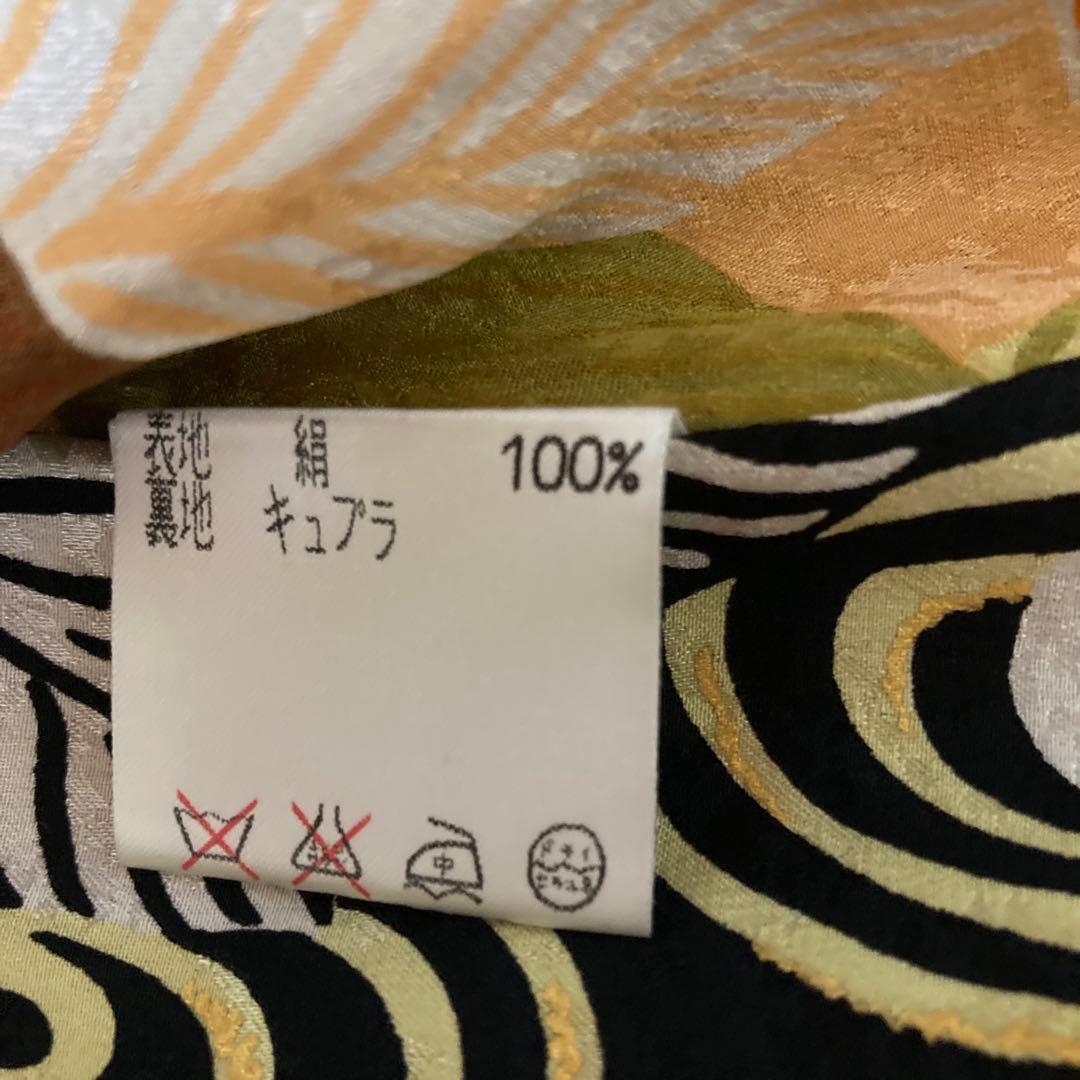 表地 絹 100%
裏地 キュプラ
中
ドライ
セキユ系